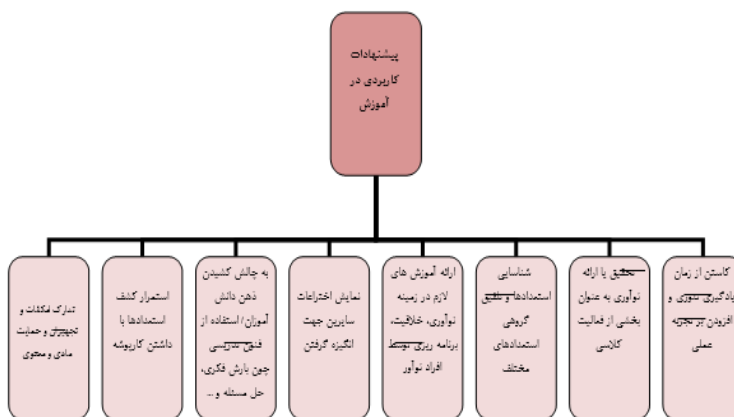 پیشنهادات
کاربردی در
آموزش
کاستن از زمان
یادگیری تئوری و
افزودن بر تجربه
عملی
تحقیق یا ارائه
نوآوری به عنوان
بخشی از فعالیت
کلاسی
شناسایی
استعدادها و تلفیق
گروهی
استعدادهای
مختلف
ارائه آموزش های
لازم در زمینه
نوآوری، خلاقیت،
برنامه ریزی توسط
افراد نوآور
نمایش اختراعات
سایرین جهت
انگیزه گرفتن
به چالش کشیدن
ذهن دانش
آموزان/ استفاده از
فنون تدریسی
چون بارش فکری،
حل مسئله و...
استمرار کشف
استعدادها با
داشتن کارپوشه
تدارک امکانات و
تجهیزات و حمایت
مادی و معنوی